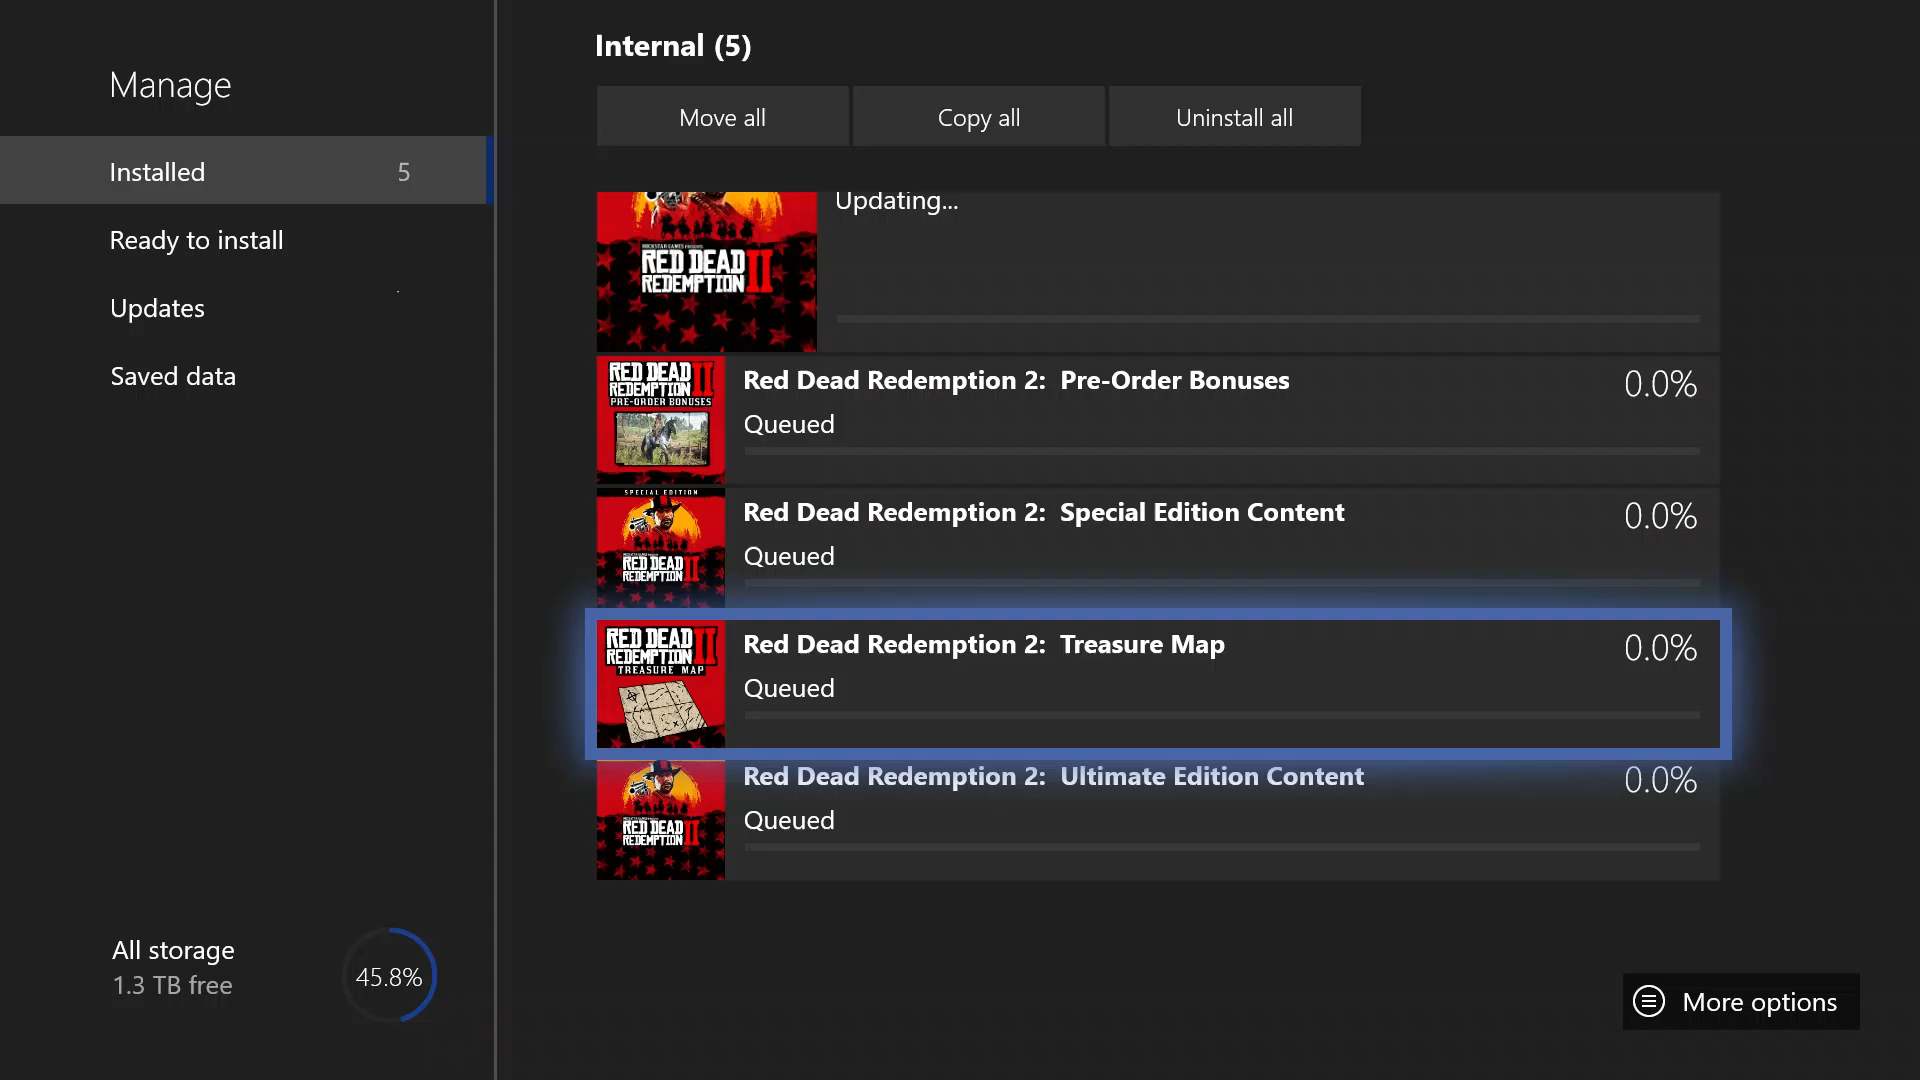 Manage
Installed 5
Ready to install
Updates
Saved data
All storage
1.3 TB free
45.8%
Internal (5)
Move all
Copy all
Uninstall all
ROCKSTAR GAMES PRESENTS
RED DEAD
REDEMPTION II
Updating...
RED DEAD
REDEMPTION II
PRE-ORDER BONUSES
Red Dead Redemption 2: Pre-Order Bonuses
0.0%
Queued
SPECIAL EDITION
RED DEAD
REDEMPTION II
Red Dead Redemption 2: Special Edition Content
0.0%
Queued
RED DEAD
REDEMPTION II
TREASURE MAP
Red Dead Redemption 2: Treasure Map
0.0%
Queued
RED DEAD
REDEMPTION II
Red Dead Redemption 2: Ultimate Edition Content
0.0%
Queued
More options